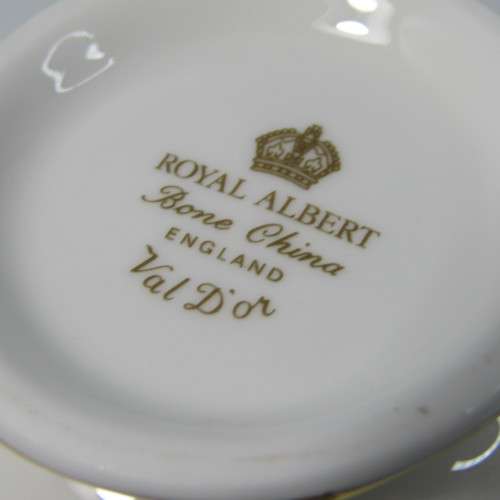 ROYAL ALBERT
Bone China
ENGLAND
Val D'or